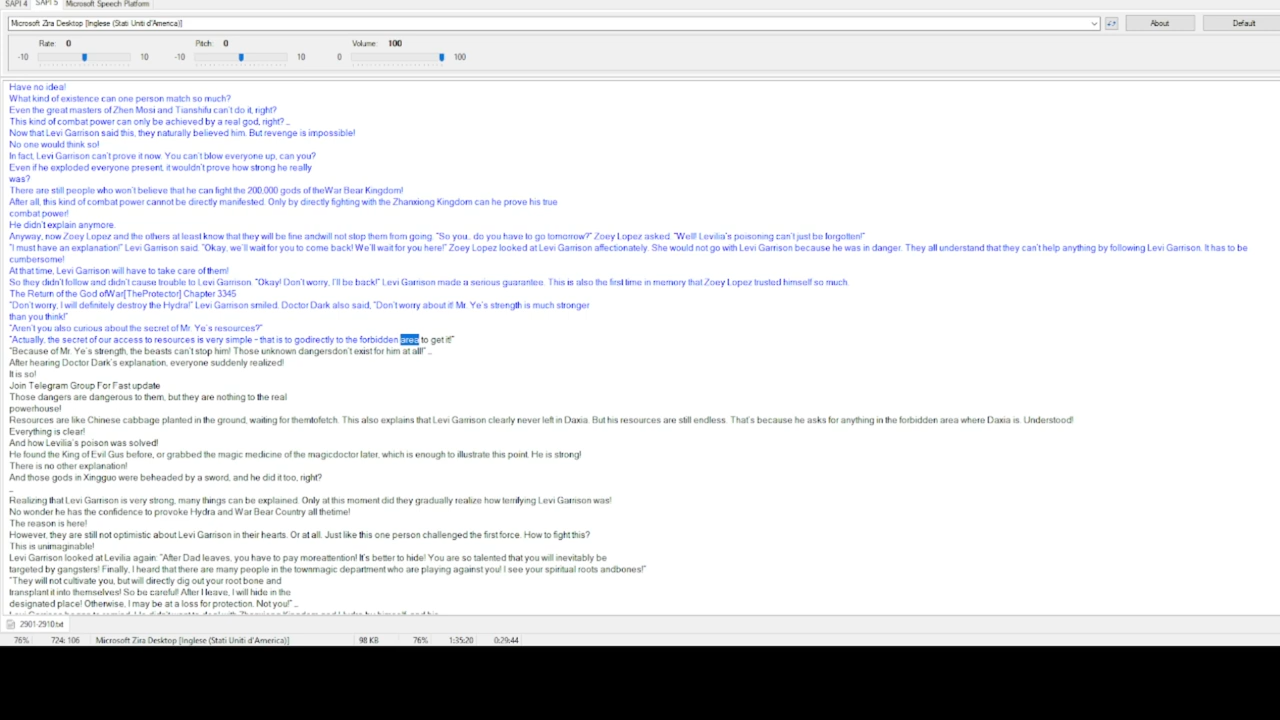 SAPI 4 SAPI 5 Microsoft Speech Platform
Microsoft Zira Desktop [Inglese (Stati Uniti d'America)] About Default
Rate: 0 Pitch: 0 Volume: 100
-10 10 -10 10 0 100
Have no idea!
What kind of existence can one person match so much?
Even the great masters of Zhen Mosi and Tianshifu can't do it, right?
This kind of combat power can only be achieved by a real god, right? ..
Now that Levi Garrison said this, they naturally believed him. But revenge is impossible!
No one would think so!
In fact, Levi Garrison can't prove it now. You can't blow everyone up, can you?
Even if he exploded everyone present, it wouldn't prove how strong he really
was?
There are still people who won't believe that he can fight the 200,000 gods of theWar Bear Kingdom!
After all, this kind of combat power cannot be directly manifested. Only by directly fighting with the Zhanxiong Kingdom can he prove his true
combat power!
He didn't explain anymore.
Anyway, now Zoey Lopez and the others at least know that they will be fine andwill not stop them from going. "So you.. do you have to go tomorrow?" Zoey Lopez asked. "Well! Levilia's poisoning can't just be forgotten!"
"I must have an explanation!" Levi Garrison said. "Okay, we'll wait for you to come back! We'll wait for you here!" Zoey Lopez looked at Levi Garrison affectionately. She would not go with Levi Garrison because he was in danger. They all understand that they can't help anything by following Levi Garrison. It has to be
cumbersome!
At that time, Levi Garrison will have to take care of them!
So they didn't follow and didn't cause trouble to Levi Garrison. "Okay! Don't worry, I'll be back!" Levi Garrison made a serious guarantee. This is also the first time in memory that Zoey Lopez trusted himself so much.
The Return of the God ofWar[TheProtector] Chapter 3345
"Don't worry, I will definitely destroy the Hydra!" Levi Garrison smiled. Doctor Dark also said, "Don't worry about it! Mr. Ye's strength is much stronger
than you think!"
"Aren't you also curious about the secret of Mr. Ye's resources?"
"Actually, the secret of our access to resources is very simple - that is to godirectly to the forbidden area to get it!"
"Because of Mr. Ye's strength, the beasts can't stop him! Those unknown dangersdon't exist for him at all!" ..
After hearing Doctor Dark's explanation, everyone suddenly realized!
It is so!
Join Telegram Group For Fast update
Those dangers are dangerous to them, but they are nothing to the real
powerhouse!
Resources are like Chinese cabbage planted in the ground, waiting for themtofetch. This also explains that Levi Garrison clearly never left in Daxia. But his resources are still endless. That's because he asks for anything in the forbidden area where Daxia is. Understood!
Everything is clear!
And how Levilia's poison was solved!
He found the King of Evil Gus before, or grabbed the magic medicine of the magicdoctor later, which is enough to illustrate this point. He is strong!
There is no other explanation!
And those gods in Xingguo were beheaded by a sword, and he did it too, right?
..
Realizing that Levi Garrison is very strong, many things can be explained. Only at this moment did they gradually realize how terrifying Levi Garrison was!
No wonder he has the confidence to provoke Hydra and War Bear Country all thetime!
The reason is here!
However, they are still not optimistic about Levi Garrison in their hearts. Or at all. Just like this one person challenged the first force. How to fight this?
This is unimaginable!
Levi Garrison looked at Levilia again: "After Dad leaves, you have to pay moreattention! It's better to hide! You are so talented that you will inevitably be
targeted by gangsters! Finally, I heard that there are many people in the townmagic department who are playing against you! I see your spiritual roots andbones!"
"They will not cultivate you, but will directly dig out your root bone and
transplant it into themselves! So be careful! After I leave, I will hide in the
designated place! Otherwise, I may be at a loss for protection. Not you!" ..
2901-2910.txt
76% 724: 106 Microsoft Zira Desktop [Inglese (Stati Uniti d'America)] 98 KB 76% 1:35:20 0:29:44